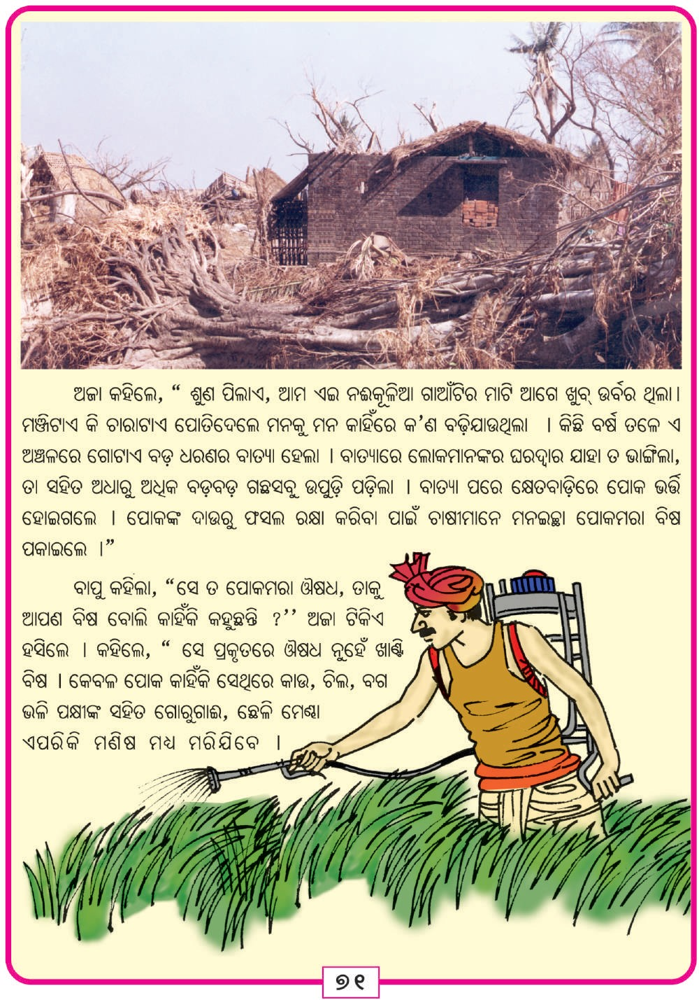 ଅଜା କହିଲେ, “ ଶୁଣ ପିଲାଏ, ଆମ ଏଇ ନଈକୂଳିଆ ଗାଆଁଟିର ମାଟି ଆଗେ ଖୁବ୍ ଉର୍ବର ଥିଲା।
ମଞ୍ଜିଟାଏ କି ଚାରାଟାଏ ପୋତିଦେଲେ ମନକୁ ମନ କାହିଁରେ କ’ଣ ବଢ଼ିଯାଉଥିଲା । କିଛି ବର୍ଷ ତଳେ ଏ
ଅଞ୍ଚଳରେ ଗୋଟାଏ ବଡ଼ ଧରଣର ବାତ୍ୟା ହେଲା । ବାତ୍ୟାରେ ଲୋକମାନଙ୍କର ଘରଦ୍ୱାର ଯାହା ତ ଭାଙ୍ଗିଲା,
ତା ସହିତ ଅଧାରୁ ଅଧିକ ବଡ଼ବଡ଼ ଗଛସବୁ ଉପୁଡ଼ି ପଡ଼ିଲା । ବାତ୍ୟା ପରେ କ୍ଷେତବାଡ଼ିରେ ପୋକ ଭର୍ତ୍ତି
ହୋଇଗଲେ । ପୋକଙ୍କ ଦାଉରୁ ଫସଲ ରକ୍ଷା କରିବା ପାଇଁ ଚାଷୀମାନେ ମନଇଚ୍ଛା ପୋକମରା ବିଷ
ପକାଇଲେ ।”
ବାପୁ କହିଲା, “ସେ ତ ପୋକମରା ଔଷଧ, ତାକୁ
ଆପଣ ବିଷ ବୋଲି କାହିଁକି କହୁଛନ୍ତି ?’’ ଅଜା ଟିକିଏ
ହସିଲେ । କହିଲେ, “ ସେ ପ୍ରକୃତରେ ଔଷଧ ନୁହେଁ ଖାଣ୍ଟି
ବିଷ । କେବଳ ପୋକ କାହିଁକି ସେଥିରେ କାଉ, ଚିଲ, ବଗ
ଭଳି ପକ୍ଷୀଙ୍କ ସହିତ ଗୋରୁଗାଈ, ଛେଳି ମେଣ୍ଢା
ଏପରିକି ମଣିଷ ମଧ୍ୟ ମରିଯିବେ ।
୭୧